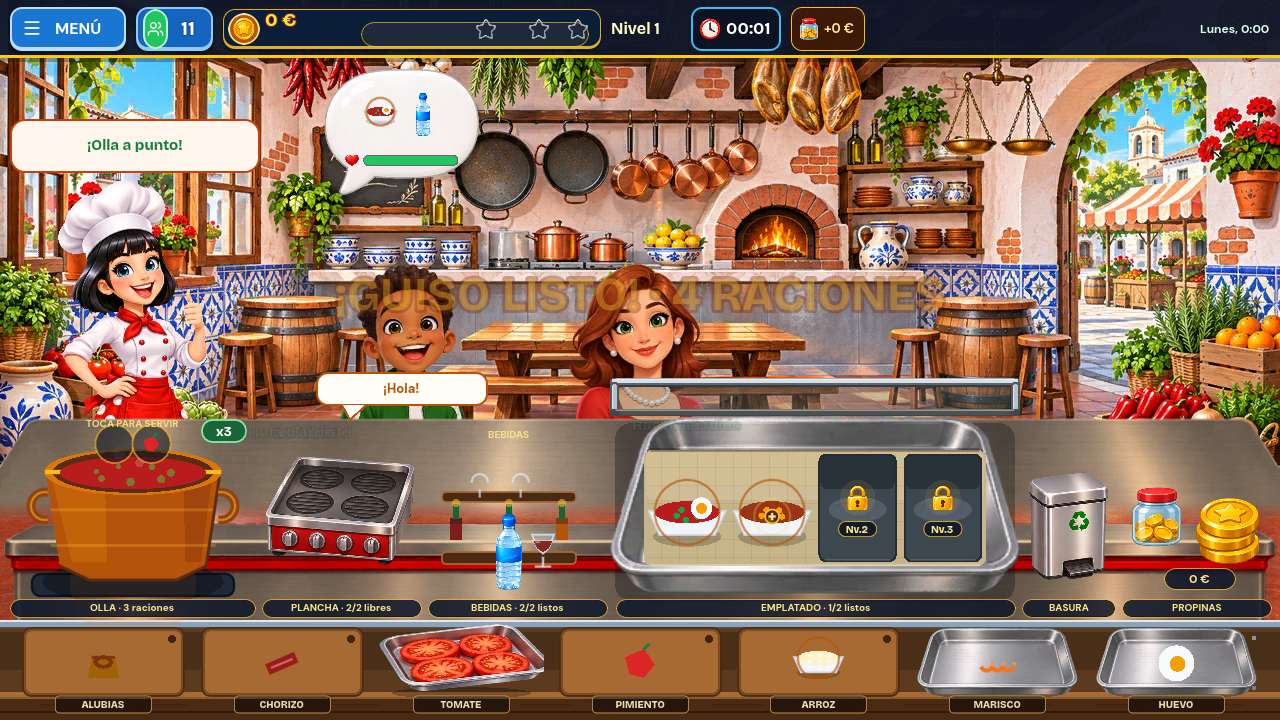 MENÚ
11
0 €
Nivel 1
00:01
+0 €
Lunes, 0:00
¡Olla a punto!
¡GUISO LISTO! 4 RACIONES
¡Hola!
TOCA PARA SERVIR
x3
BEBIDAS
Nv.2
Nv.3
0 €
OLLA · 3 raciones
PLANCHA · 2/2 libres
BEBIDAS · 2/2 listos
EMPLATADO · 1/2 listos
BASURA
PROPINAS
ALUBIAS
CHORIZO
TOMATE
PIMIENTO
ARROZ
MARISCO
HUEVO